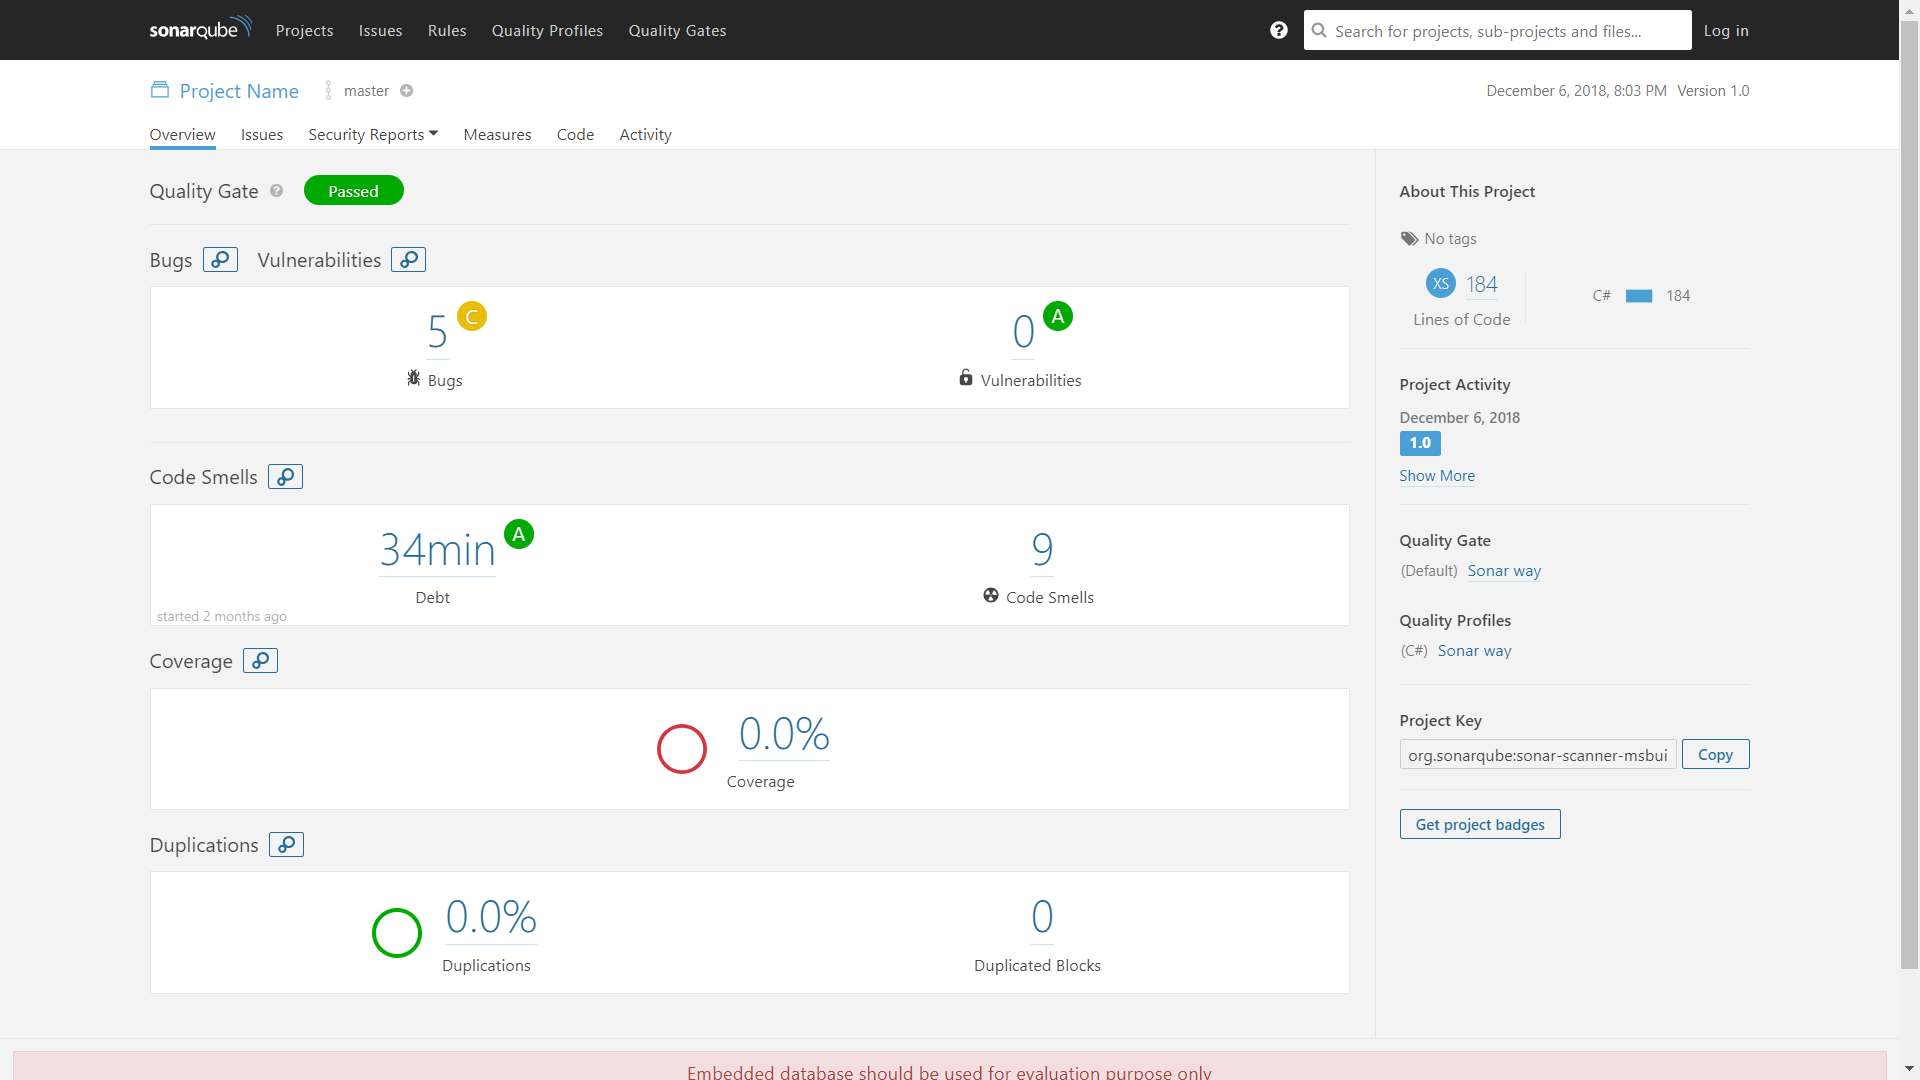 sonarqube Projects Issues Rules Quality Profiles Quality Gates ? Search for projects, sub-projects and files... Log in
Project Name master December 6, 2018, 8:03 PM Version 1.0
Overview Issues Security Reports Measures Code Activity
Quality Gate ? Passed
Bugs Vulnerabilities
5 C 0 A
Bugs Vulnerabilities
Code Smells
34min A 9
Debt Code Smells
started 2 months ago
Coverage
0.0%
Coverage
Duplications
0.0% 0
Duplications Duplicated Blocks
About This Project
No tags
XS 184 C# 184
Lines of Code
Project Activity
December 6, 2018
1.0
Show More
Quality Gate
(Default) Sonar way
Quality Profiles
(C#) Sonar way
Project Key
org.sonarqube:sonar-scanner-msbui Copy
Get project badges
Embedded database should be used for evaluation purpose only